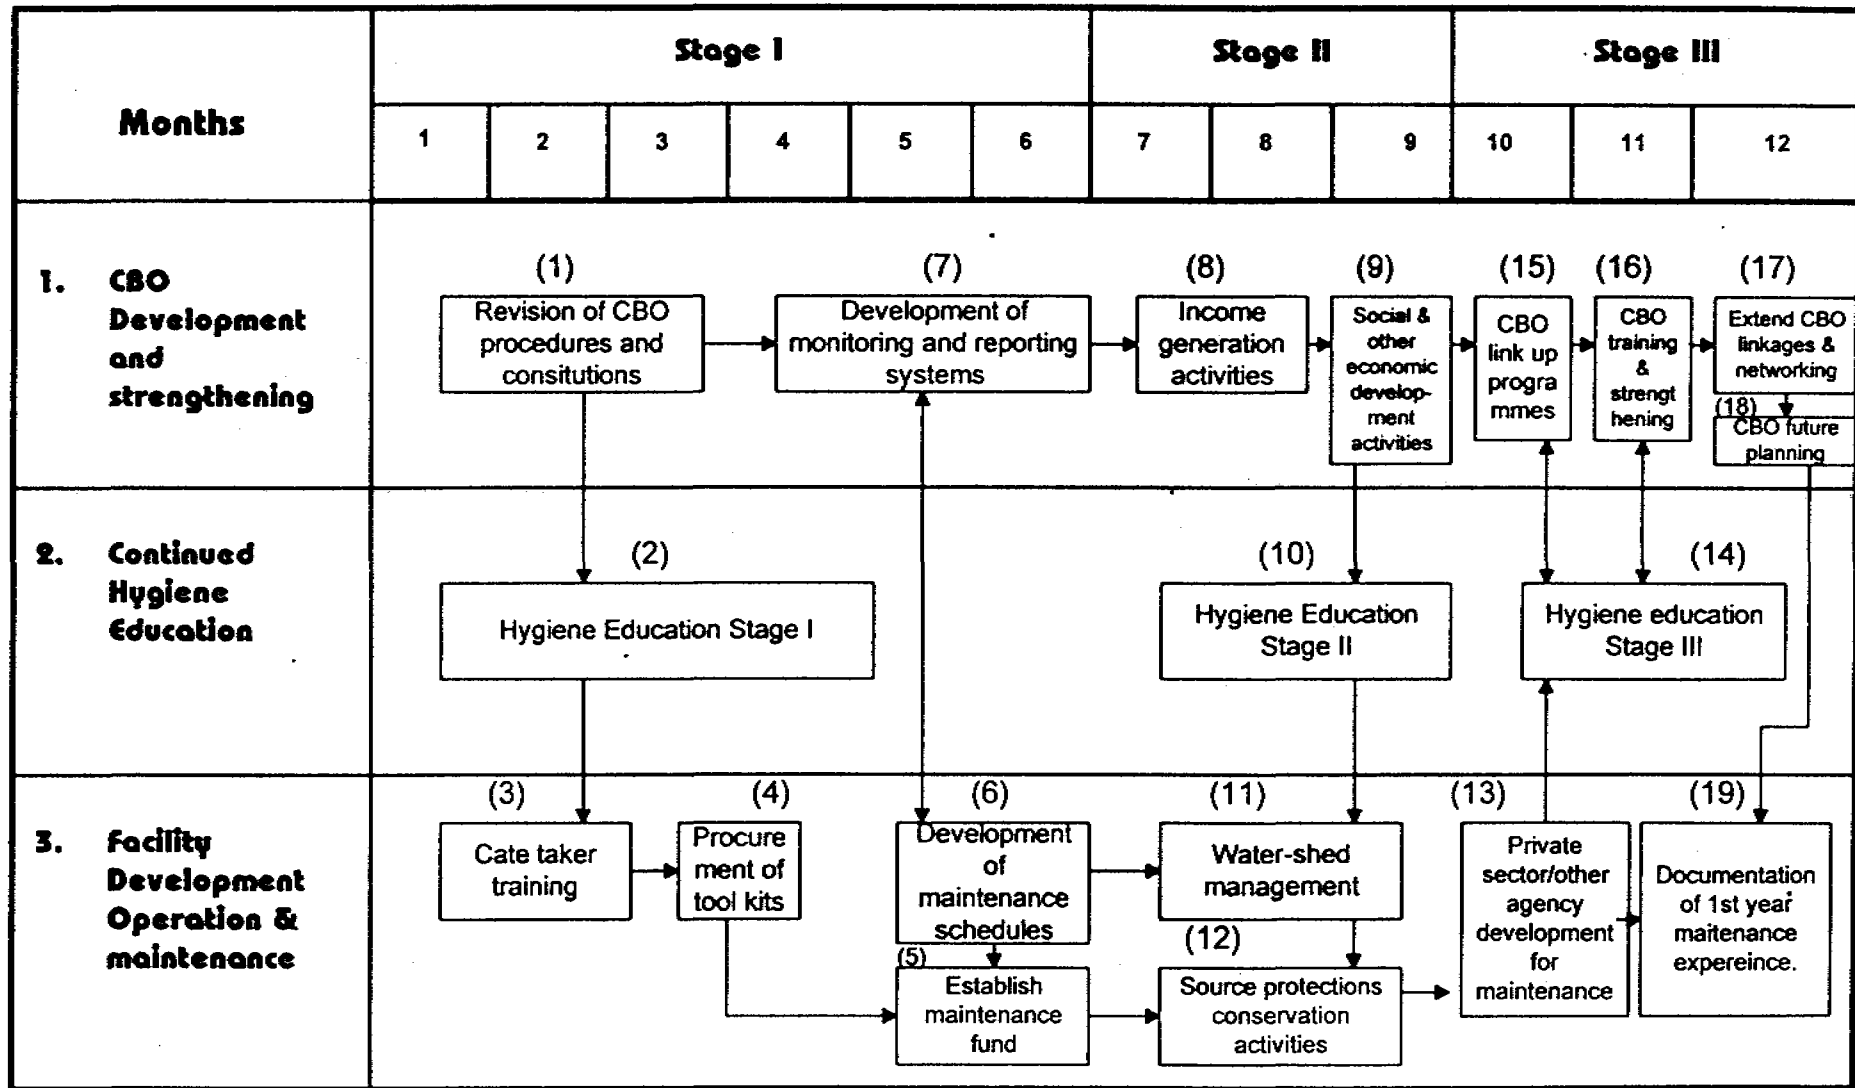 Months
Stage I
Stage II
Stage III
1
2
3
4
5
6
7
8
9
10
11
12
1. CBO
Development
and
strengthening
(1)
Revision of CBO
procedures and
consitutions
(7)
Development of
monitoring and reporting
systems
(8)
Income
generation
activities
(9)
Social &
other
economic
develop-
ment
activities
(15)
CBO
link up
progra
mmes
(16)
CBO
training
&
strengt
hening
(17)
Extend CBO
linkages &
networking
(18)
CBO future
planning
2. Continued
Hygiene
Education
(2)
Hygiene Education Stage I
(10)
Hygiene Education
Stage II
(14)
Hygiene education
Stage III
3. Facility
Development
Operation &
maintenance
(3)
Cate taker
training
(4)
Procure
ment of
tool kits
(6)
Development
of
maintenance
schedules
(5)
Establish
maintenance
fund
(11)
Water-shed
management
(12)
Source protections
conservation
activities
(13)
Private
sector/other
agency
development
for
maintenance
(19)
Documentation
of 1st year
maitenance
expereince.